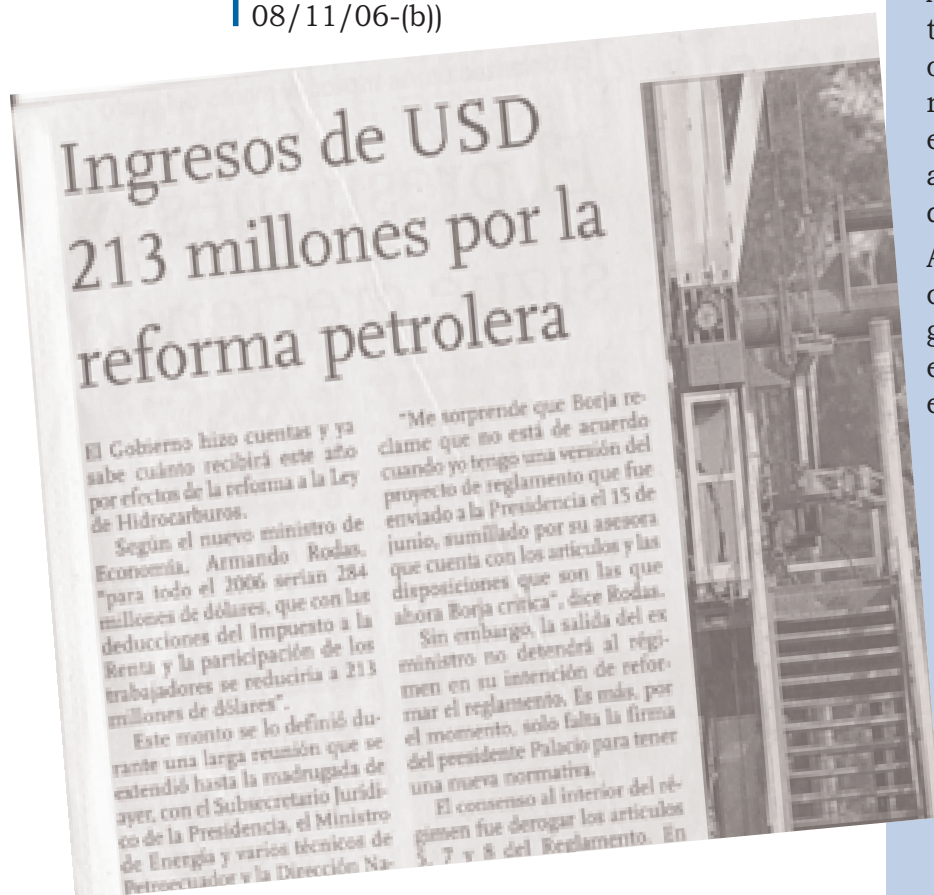 08/11/06-(b))
Ingresos de USD
213 millones por la
reforma petrolera
El Gobierno hizo cuentas y ya
sabe cuánto recibirá este año
por efectos de la reforma a la Ley
de Hidrocarburos.
Según el nuevo ministro de
Economía, Armando Rodas,
"para todo el 2006 serían 284
millones de dólares, que con las
deducciones del Impuesto a la
Renta y la participación de los
trabajadores se reduciría a 213
millones de dólares".
Este monto se lo definió du-
rante una larga reunión que se
extendió hasta la madrugada de
ayer, con el Subsecretario Jurídi-
co de la Presidencia, el Ministro
de Energía y varios técnicos de
Petroecuador y la Dirección Na-
"Me sorprende que Borja re-
clame que no está de acuerdo
cuando yo tengo una versión del
proyecto de reglamento que fue
enviado a la Presidencia el 15 de
junio, sumillado por su asesora
que cuenta con los artículos y las
disposiciones que son las que
ahora Borja critica", dice Rodas.
Sin embargo, la salida del ex
ministro no detendrá al régi-
men en su intención de refor-
mar el reglamento. Es más, por
el momento, solo falta la firma
del presidente Palacio para tener
una nueva normativa.
El consenso al interior del ré-
gimen fue derogar los artículos
5, 7 y 8 del Reglamento. En